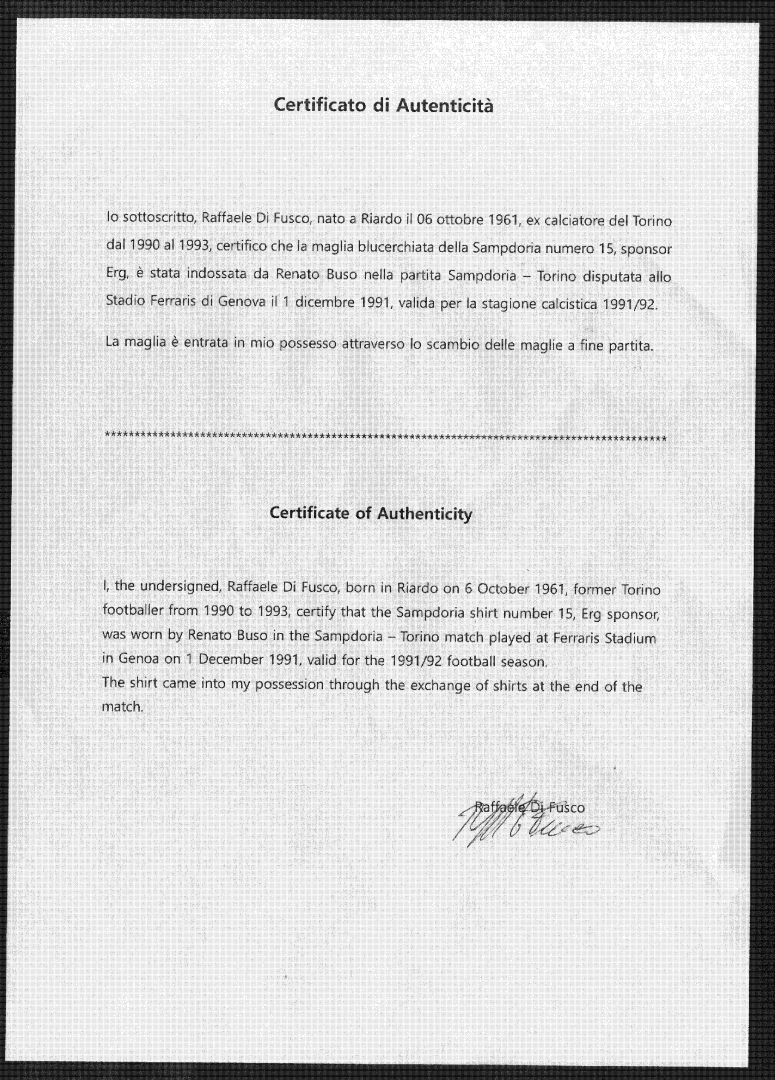 Certificato di Autenticità
Io sottoscritto, Raffaele Di Fusco, nato a Riardo il 06 ottobre 1961, ex calciatore del Torino
dal 1990 al 1993, certifico che la maglia blucerchiata della Sampdoria numero 15, sponsor
Erg, è stata indossata da Renato Buso nella partita Sampdoria – Torino disputata allo
Stadio Ferraris di Genova il 1 dicembre 1991, valida per la stagione calcistica 1991/92.
La maglia è entrata in mio possesso attraverso lo scambio delle maglie a fine partita.
**********************************************************************************************
Certificate of Authenticity
I, the undersigned, Raffaele Di Fusco, born in Riardo on 6 October 1961, former Torino
footballer from 1990 to 1993, certify that the Sampdoria shirt number 15, Erg sponsor,
was worn by Renato Buso in the Sampdoria – Torino match played at Ferraris Stadium
in Genoa on 1 December 1991, valid for the 1991/92 football season.
The shirt came into my possession through the exchange of shirts at the end of the
match.
Raffaele Di Fusco